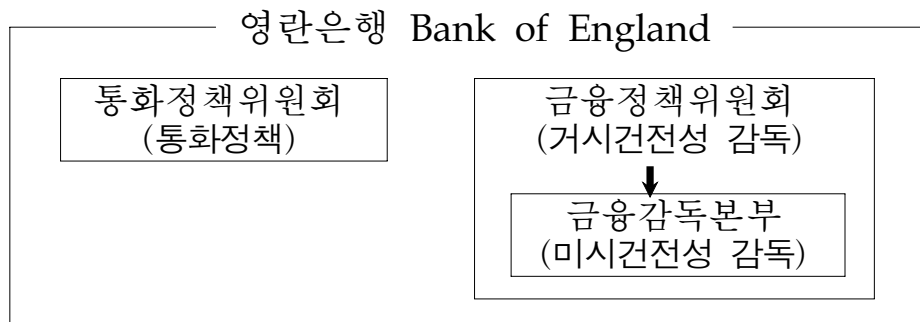 영란은행 Bank of England
통화정책위원회
(통화정책)
금융정책위원회
(거시건전성 감독)
금융감독본부
(미시건전성 감독)